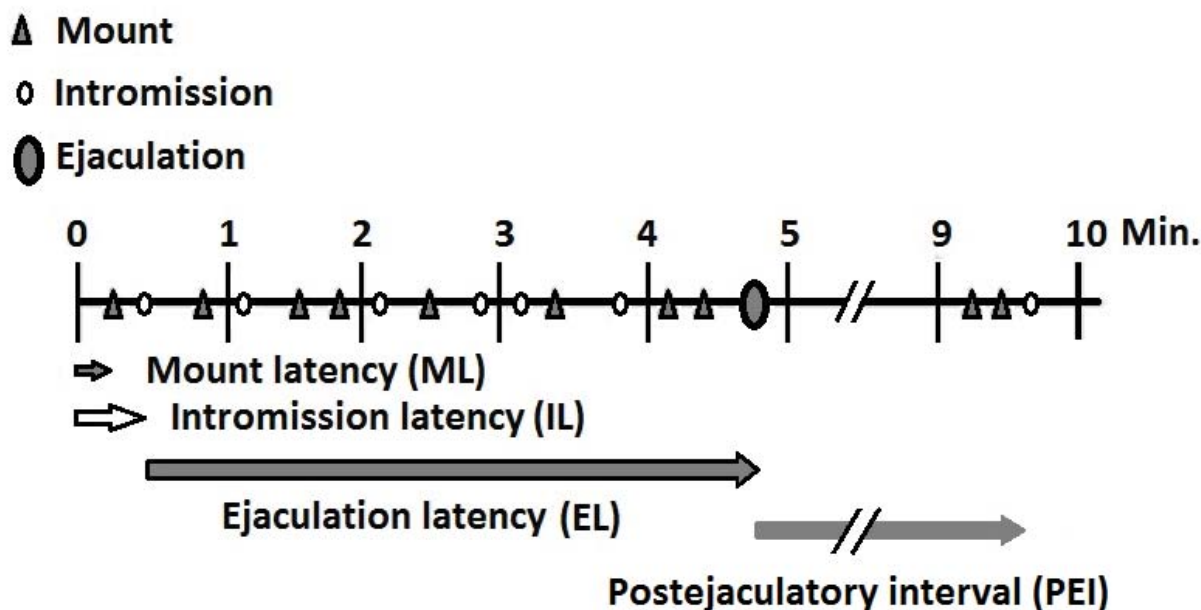 Mount
Intromission
Ejaculation
0 1 2 3 4 5 9 10 Min.
Mount latency (ML)
Intromission latency (IL)
Ejaculation latency (EL)
Postejaculatory interval (PEI)